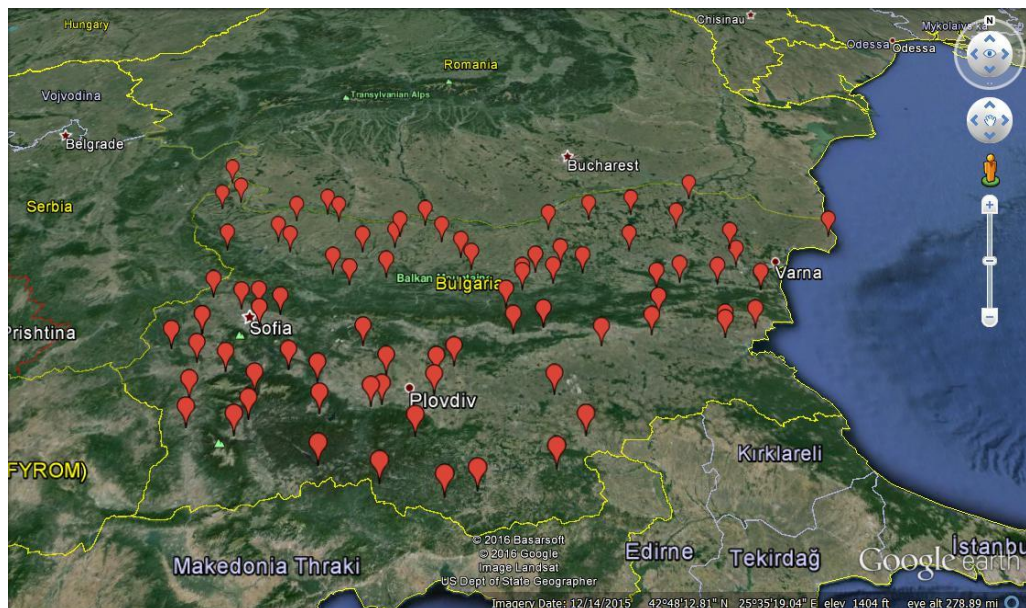 Hungary
Chisinau
Mykolaivs'ka
Odessa
Odessa
N
Romania
Transylvanian Alps
Vojvodina
Belgrade
Bucharest
Serbia
Varna
Balkan Mountains
Bulgaria
Prishtina
Sofia
Plovdiv
Kırklareli
FYROM)
© 2016 Basarsoft
© 2016 Google
Image Landsat
US Dept of State Geographer
Makedonia Thraki
Edirne
Tekirdağ
İstanbu
Google earth
Imagery Date: 12/14/2015 42°48'12.81" N 25°35'19.04" E elev 1404 ft eye alt 278.89 mi